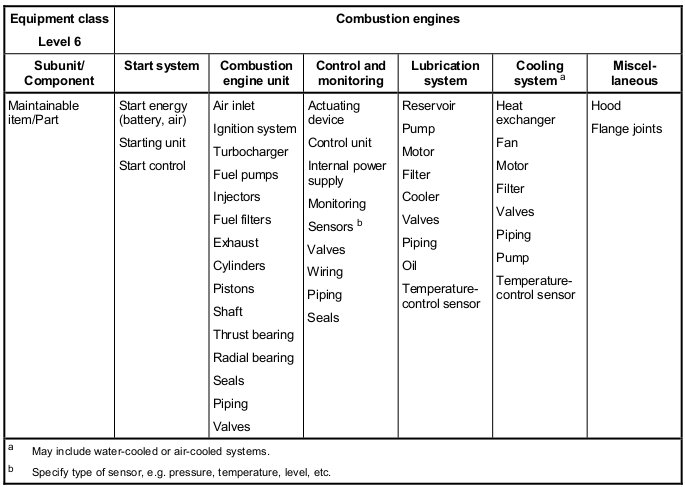 Equipment class
Level 6
Combustion engines
Subunit/
Component
Start system
Combustion
engine unit
Control and
monitoring
Lubrication
system
Cooling
system a
Miscel-
laneous
Maintainable
item/Part
Start energy
(battery, air)
Starting unit
Start control
Air inlet
Ignition system
Turbocharger
Fuel pumps
Injectors
Fuel filters
Exhaust
Cylinders
Pistons
Shaft
Thrust bearing
Radial bearing
Seals
Piping
Valves
Actuating
device
Control unit
Internal power
supply
Monitoring
Sensors b
Valves
Wiring
Piping
Seals
Reservoir
Pump
Motor
Filter
Cooler
Valves
Piping
Oil
Temperature-
control sensor
Heat
exchanger
Fan
Motor
Filter
Valves
Piping
Pump
Temperature-
control sensor
Hood
Flange joints
a May include water-cooled or air-cooled systems.
b Specify type of sensor, e.g. pressure, temperature, level, etc.